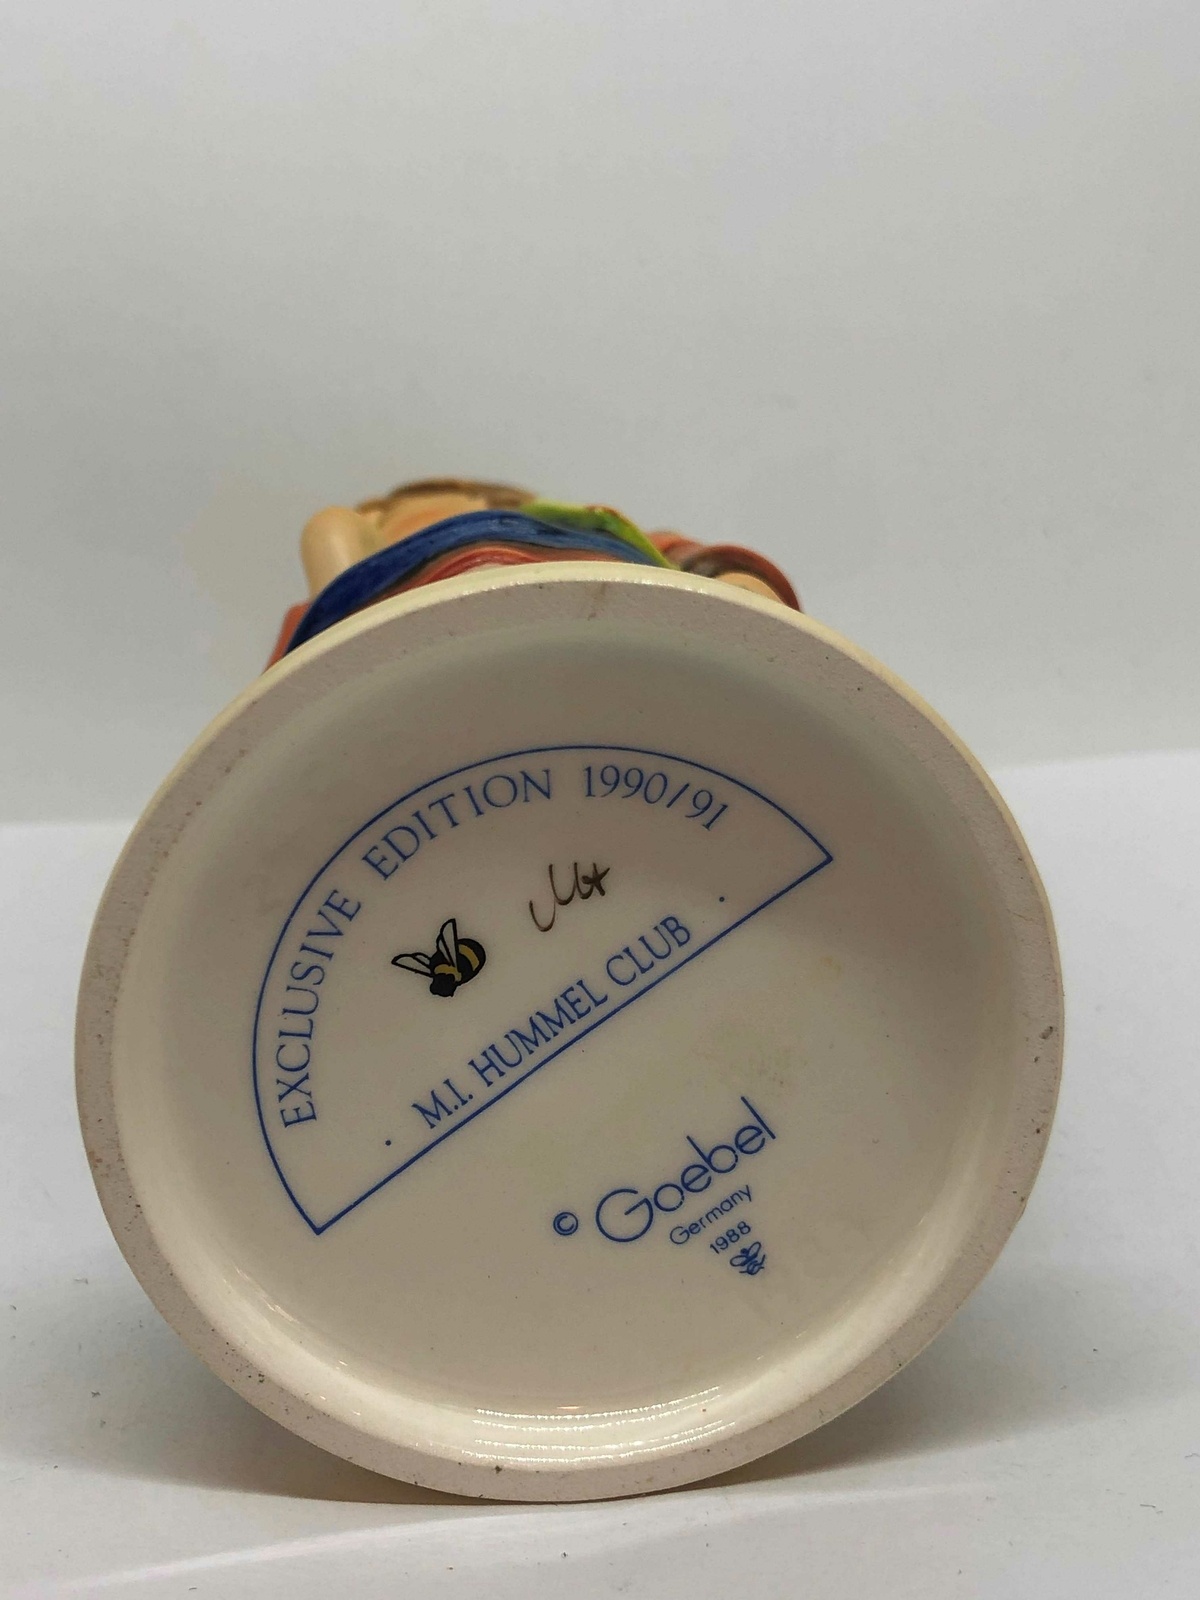 EXCLUSIVE EDITION 1990/91
· M.I. HUMMEL CLUB ·
© Goebel
Germany
1988